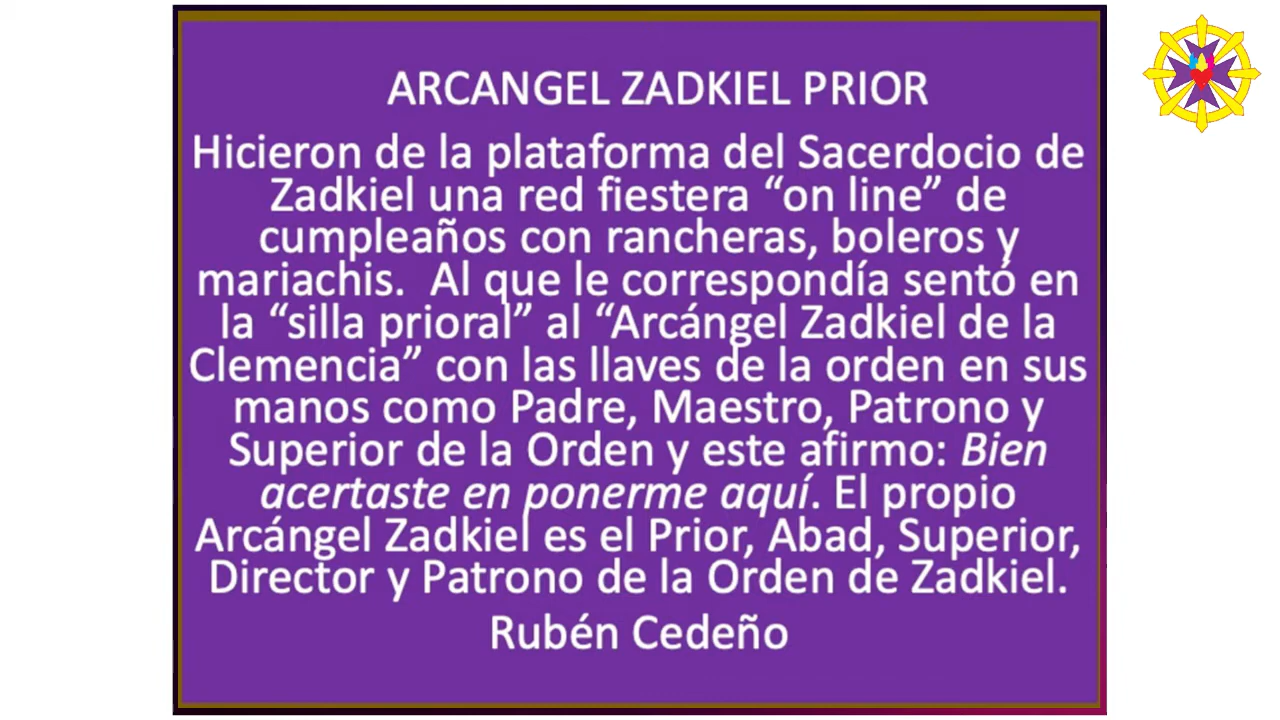 ARCANGEL ZADKIEL PRIOR
Hicieron de la plataforma del Sacerdocio de
Zadkiel una red fiestera “on line” de
cumpleaños con rancheras, boleros y
mariachis.  Al que le correspondía sentó en
la “silla prioral” al “Arcángel Zadkiel de la
Clemencia” con las llaves de la orden en sus
manos como Padre, Maestro, Patrono y
Superior de la Orden y este afirmo: Bien
acertaste en ponerme aquí. El propio
Arcángel Zadkiel es el Prior, Abad, Superior,
Director y Patrono de la Orden de Zadkiel.
Rubén Cedeño